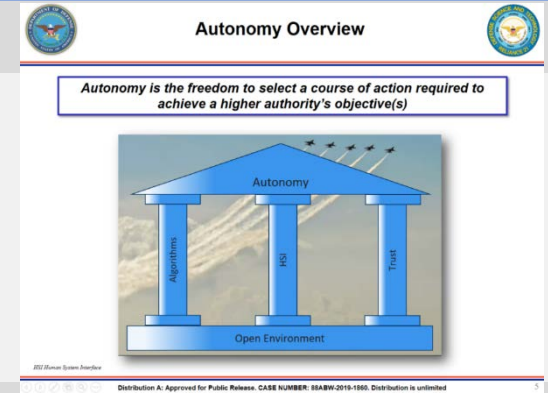 Autonomy Overview
Autonomy is the freedom to select a course of action required to
achieve a higher authority's objective(s)
Autonomy
Algorithms
HSI
Trust
Open Environment
HSI Human System Interface
Distribution A: Approved for Public Release. CASE NUMBER: 88ABW-2019-1860. Distribution is unlimited
5